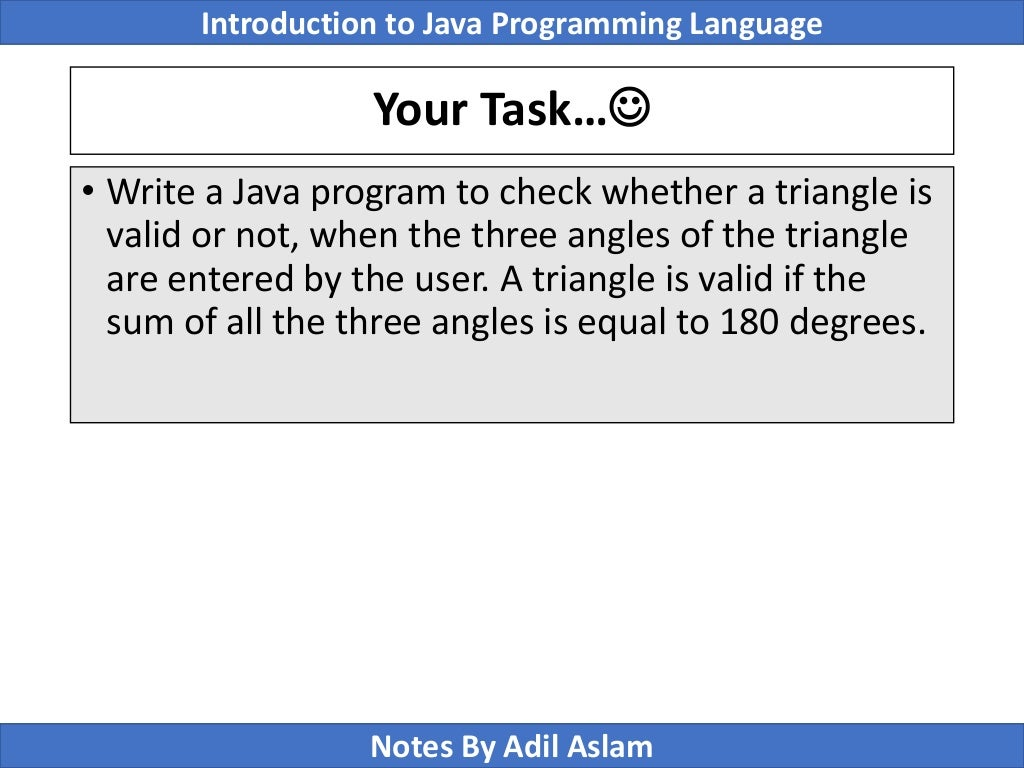 Introduction to Java Programming Language
Your Task…☺
• Write a Java program to check whether a triangle is
valid or not, when the three angles of the triangle
are entered by the user. A triangle is valid if the
sum of all the three angles is equal to 180 degrees.
Notes By Adil Aslam